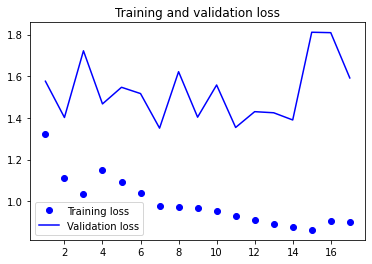 Training and validation loss
1.8
1.6
1.4
1.2
1.0
Training loss
Validation loss
2 4 6 8 10 12 14 16